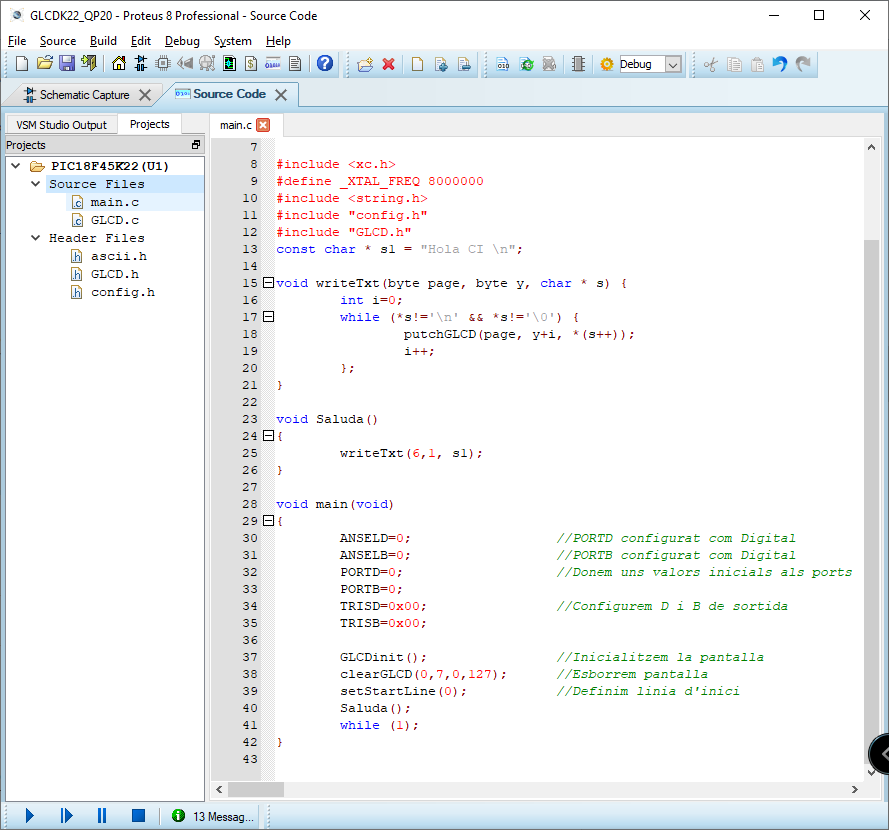 GLCDK22_QP20 - Proteus 8 Professional - Source Code
File Source Build Edit Debug System Help
Debug
Schematic Capture
Source Code
VSM Studio Output
Projects
main.c
Projects
PIC18F45K22(U1)
Source Files
main.c
GLCD.c
Header Files
ascii.h
GLCD.h
config.h
7
8 #include <xc.h>
9 #define _XTAL_FREQ 8000000
10 #include <string.h>
11 #include "config.h"
12 #include "GLCD.h"
13 const char * s1 = "Hola CI \n";
14
15 void writeTxt(byte page, byte y, char * s) {
16 int i=0;
17 while (*s!='\n' && *s!='\0') {
18 putchGLCD(page, y+i, *(s++));
19 i++;
20 };
21 }
22
23 void Saluda()
24 {
25 writeTxt(6,1, s1);
26 }
27
28 void main(void)
29 {
30 ANSELD=0; //PORTD configurat com Digital
31 ANSELB=0; //PORTB configurat com Digital
32 PORTD=0; //Donem uns valors inicials als ports
33 PORTB=0;
34 TRISD=0x00; //Configurem D i B de sortida
35 TRISB=0x00;
36
37 GLCDinit(); //Inicialitzem la pantalla
38 clearGLCD(0,7,0,127); //Esborrem pantalla
39 setStartLine(0); //Definim linia d'inici
40 Saluda();
41 while (1);
42 }
43
13 Messag...